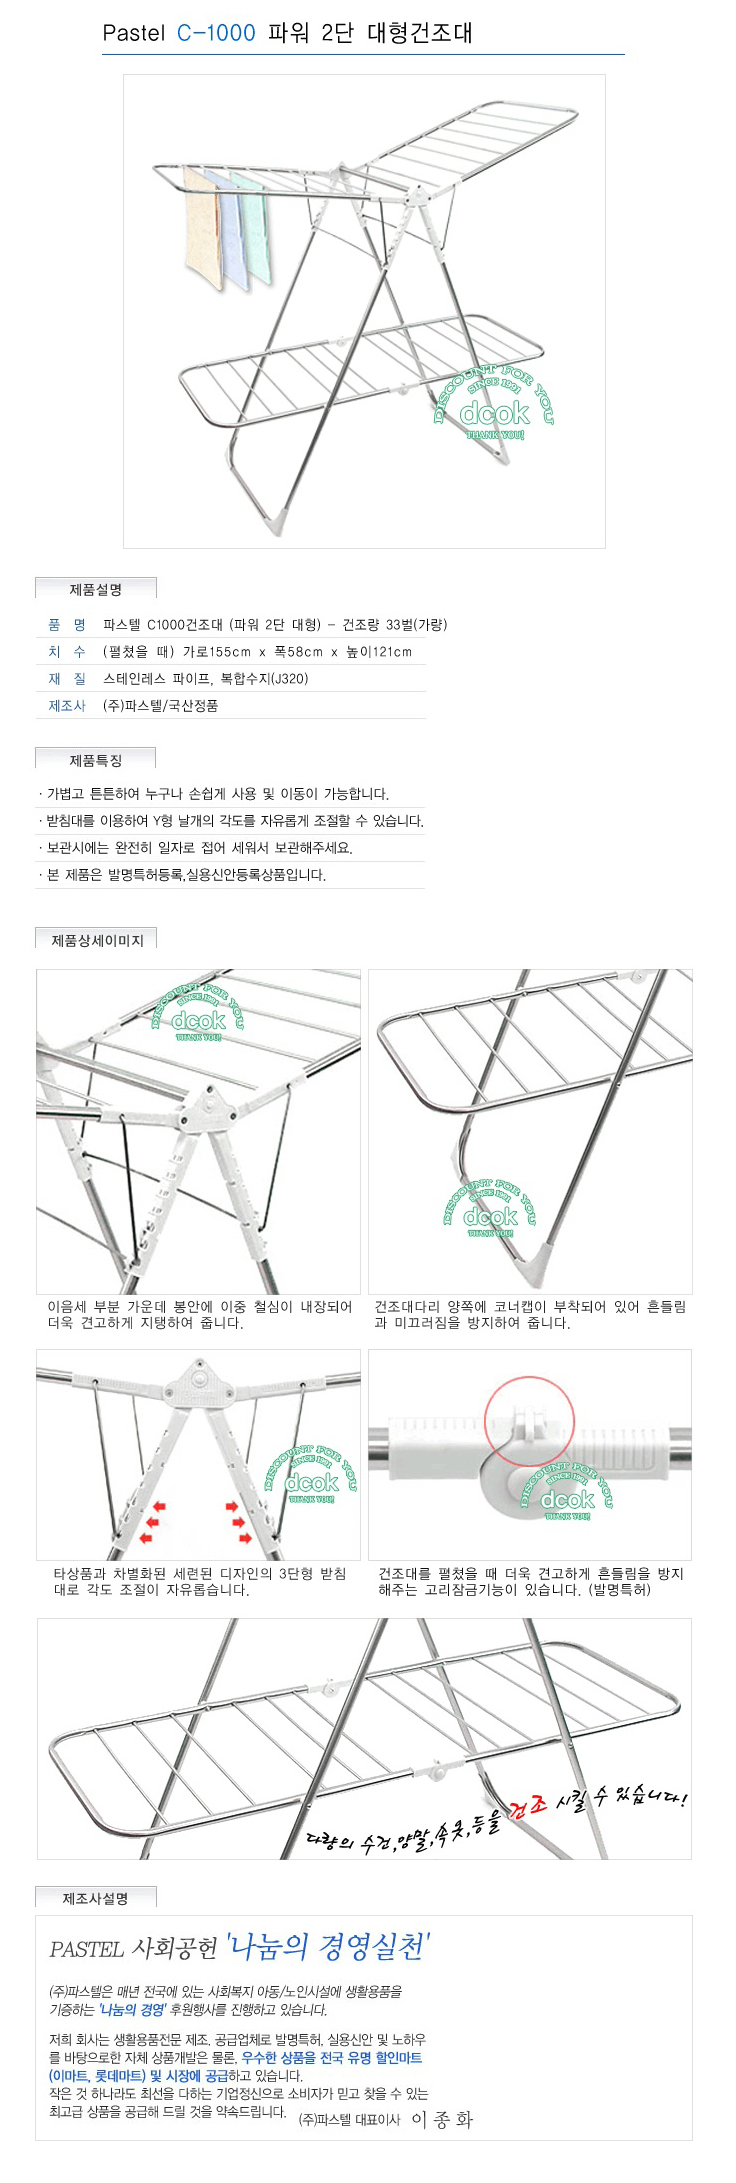 Pastel C-1000 파워 2단 대형건조대
DISCOUNT FOR YOU
SINCE 1991
dcok
THANK YOU!
제품설명
품 명 파스텔 C1000건조대 (파워 2단 대형) - 건조량 33벌(가량)
치 수 (펼쳤을 때) 가로155cm x 폭58cm x 높이121cm
재 질 스테인레스 파이프, 복합수지(J320)
제조사 (주)파스텔/국산정품
제품특징
· 가볍고 튼튼하여 누구나 손쉽게 사용 및 이동이 가능합니다.
· 받침대를 이용하여 Y형 날개의 각도를 자유롭게 조절할 수 있습니다.
· 보관시에는 완전히 일자로 접어 세워서 보관해주세요.
· 본 제품은 발명특허등록,실용신안등록상품입니다.
제품상세이미지
DISCOUNT FOR YOU
SINCE 1991
dcok
THANK YOU!
DISCOUNT FOR YOU
SINCE 1991
dcok
THANK YOU!
이음세 부분 가운데 봉안에 이중 철심이 내장되어
더욱 견고하게 지탱하여 줍니다.
건조대다리 양쪽에 코너캡이 부착되어 있어 흔들림
과 미끄러짐을 방지하여 줍니다.
DISCOUNT FOR YOU
SINCE 1991
dcok
THANK YOU!
DISCOUNT FOR YOU
SINCE 1991
dcok
THANK YOU!
타상품과 차별화된 세련된 디자인의 3단형 받침
대로 각도 조절이 자유롭습니다.
건조대를 펼쳤을 때 더욱 견고하게 흔들림을 방지
해주는 고리잠금기능이 있습니다. (발명특허)
다량의 수건,양말,속옷,등을 건조 시킬 수 있습니다!
제조사설명
PASTEL 사회공헌 '나눔의 경영실천'
(주)파스텔은 매년 전국에 있는 사회복지 아동/노인시설에 생활용품을
기증하는 '나눔의 경영' 후원행사를 진행하고 있습니다.
저희 회사는 생활용품전문 제조, 공급업체로 발명특허, 실용신안 및 노하우
를 바탕으로한 자체 상품개발은 물론, 우수한 상품을 전국 유명 할인마트
(이마트, 롯데마트) 및 시장에 공급하고 있습니다.
작은 것 하나라도 최선을 다하는 기업정신으로 소비자가 믿고 찾을 수 있는
최고급 상품을 공급해 드릴 것을 약속드립니다. (주)파스텔 대표이사 이 종 화